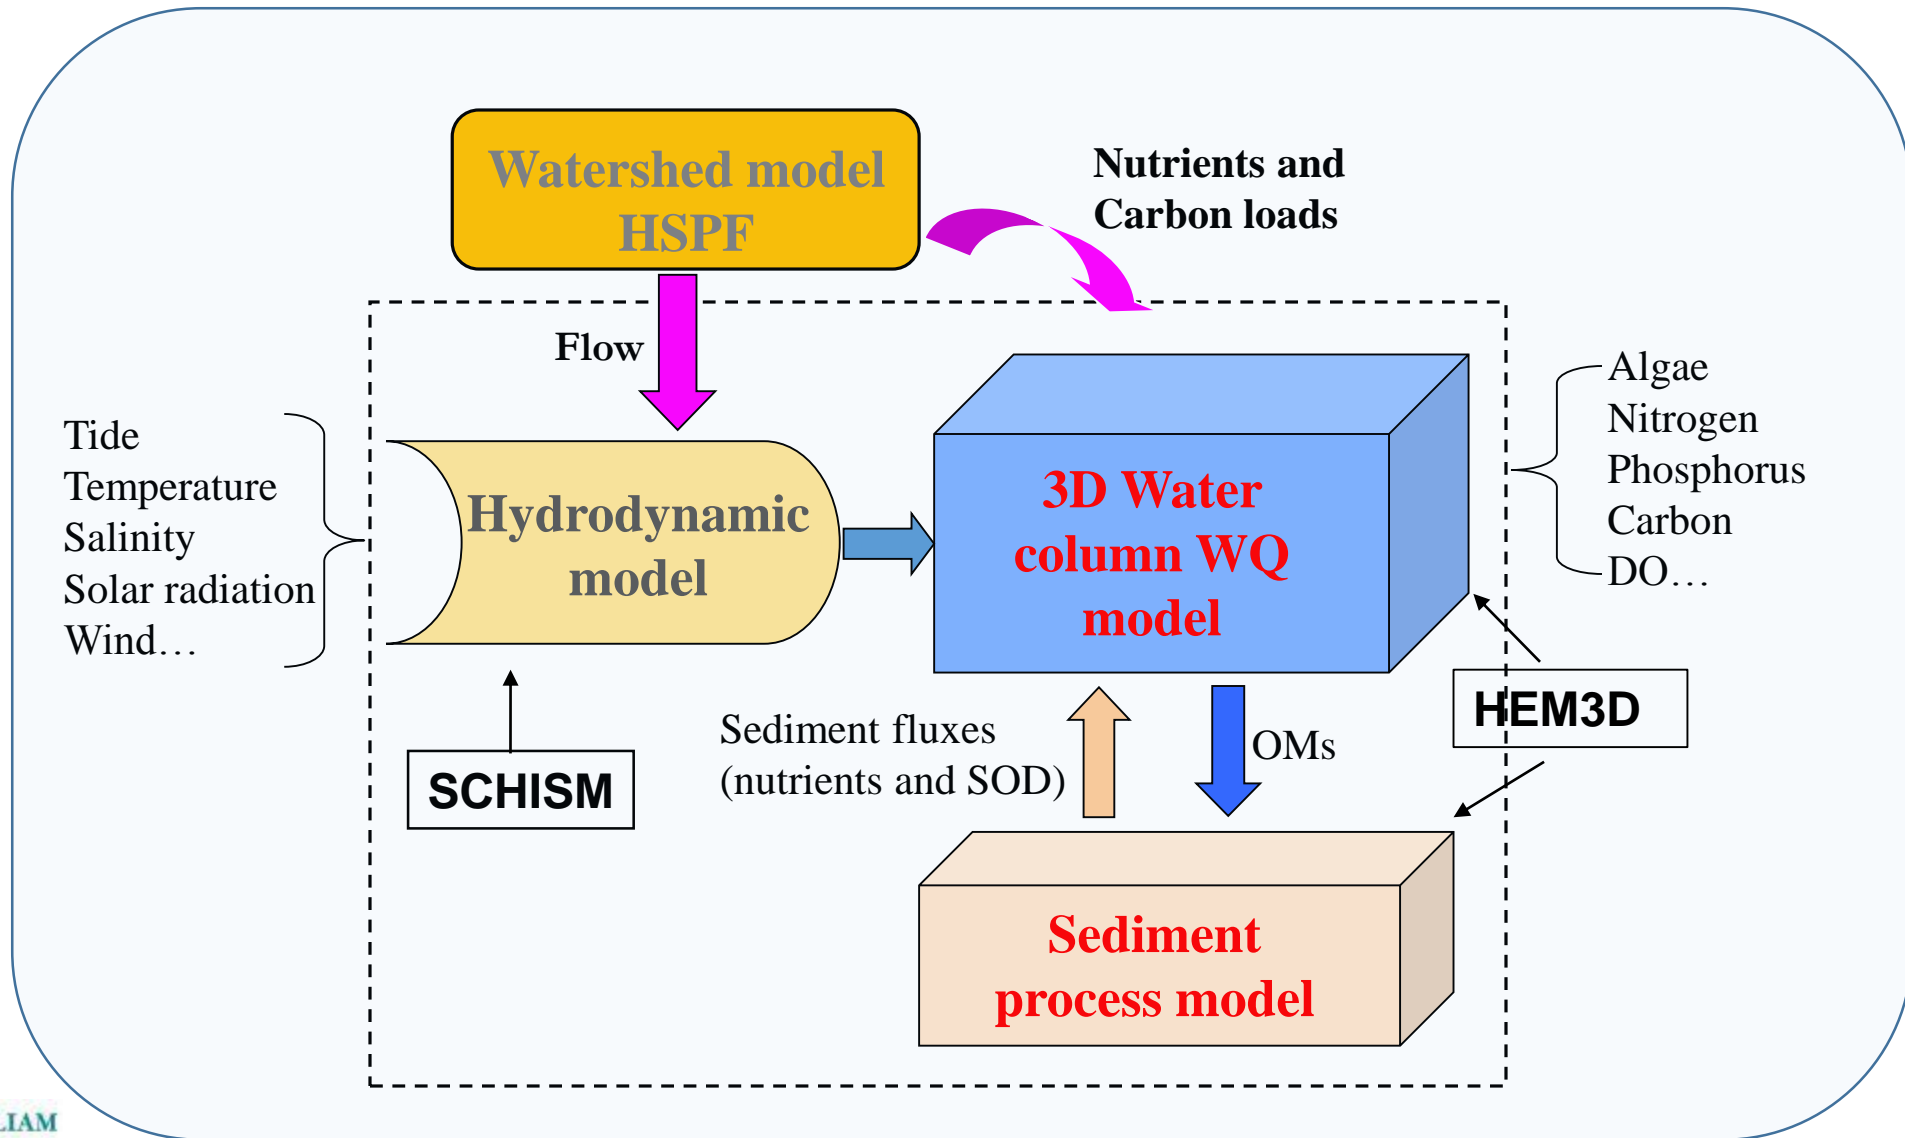 Watershed model
HSPF
Nutrients and
Carbon loads
Flow
Tide
Temperature
Salinity
Solar radiation
Wind…
Hydrodynamic
model
3D Water
column WQ
model
Algae
Nitrogen
Phosphorus
Carbon
DO…
SCHISM
Sediment fluxes
(nutrients and SOD)
OMs
HEM3D
Sediment
process model
LIAM